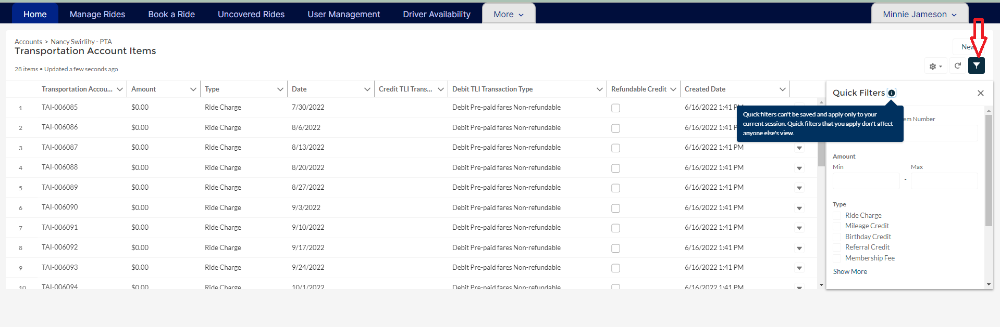 Home Manage Rides Book a Ride Uncovered Rides User Management Driver Availability More Minnie Jameson
Accounts > Nancy Swirlihy - PTA
Transportation Account Items
New
28 items • Updated a few seconds ago
Transportation Accou... Amount Type Date Credit TLI Trans... Debit TLI Transaction Type Refundable Credit Created Date
1 TAI-006085 $0.00 Ride Charge 7/30/2022 Debit Pre-paid fares Non-refundable 6/16/2022 1:41 PM
2 TAI-006086 $0.00 Ride Charge 8/6/2022 Debit Pre-paid fares Non-refundable 6/16/2022 1:41 PM
3 TAI-006087 $0.00 Ride Charge 8/13/2022 Debit Pre-paid fares Non-refundable 6/16/2022 1:41 PM
4 TAI-006088 $0.00 Ride Charge 8/20/2022 Debit Pre-paid fares Non-refundable 6/16/2022 1:41 PM
5 TAI-006089 $0.00 Ride Charge 8/27/2022 Debit Pre-paid fares Non-refundable 6/16/2022 1:41 PM
6 TAI-006090 $0.00 Ride Charge 9/3/2022 Debit Pre-paid fares Non-refundable 6/16/2022 1:41 PM
7 TAI-006091 $0.00 Ride Charge 9/10/2022 Debit Pre-paid fares Non-refundable 6/16/2022 1:41 PM
8 TAI-006092 $0.00 Ride Charge 9/17/2022 Debit Pre-paid fares Non-refundable 6/16/2022 1:41 PM
9 TAI-006093 $0.00 Ride Charge 9/24/2022 Debit Pre-paid fares Non-refundable 6/16/2022 1:41 PM
10 TAI-006094 $0.00 Ride Charge 10/1/2022 Debit Pre-paid fares Non-refundable 6/16/2022 1:41 PM
Quick Filters
Quick filters can't be saved and apply only to your
current session. Quick filters that you apply don't affect
anyone else's view.
em Number
Amount
Min Max
-
Type
Ride Charge
Mileage Credit
Birthday Credit
Referral Credit
Membership Fee
Show More